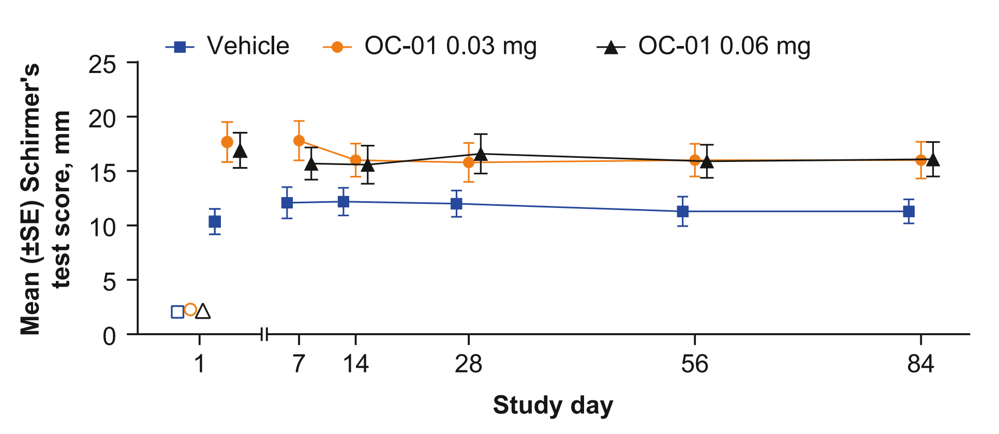 Vehicle OC-01 0.03 mg OC-01 0.06 mg
Mean (±SE) Schirmer's
test score, mm
25
20
15
10
5
0
1 7 14 28 56 84
Study day